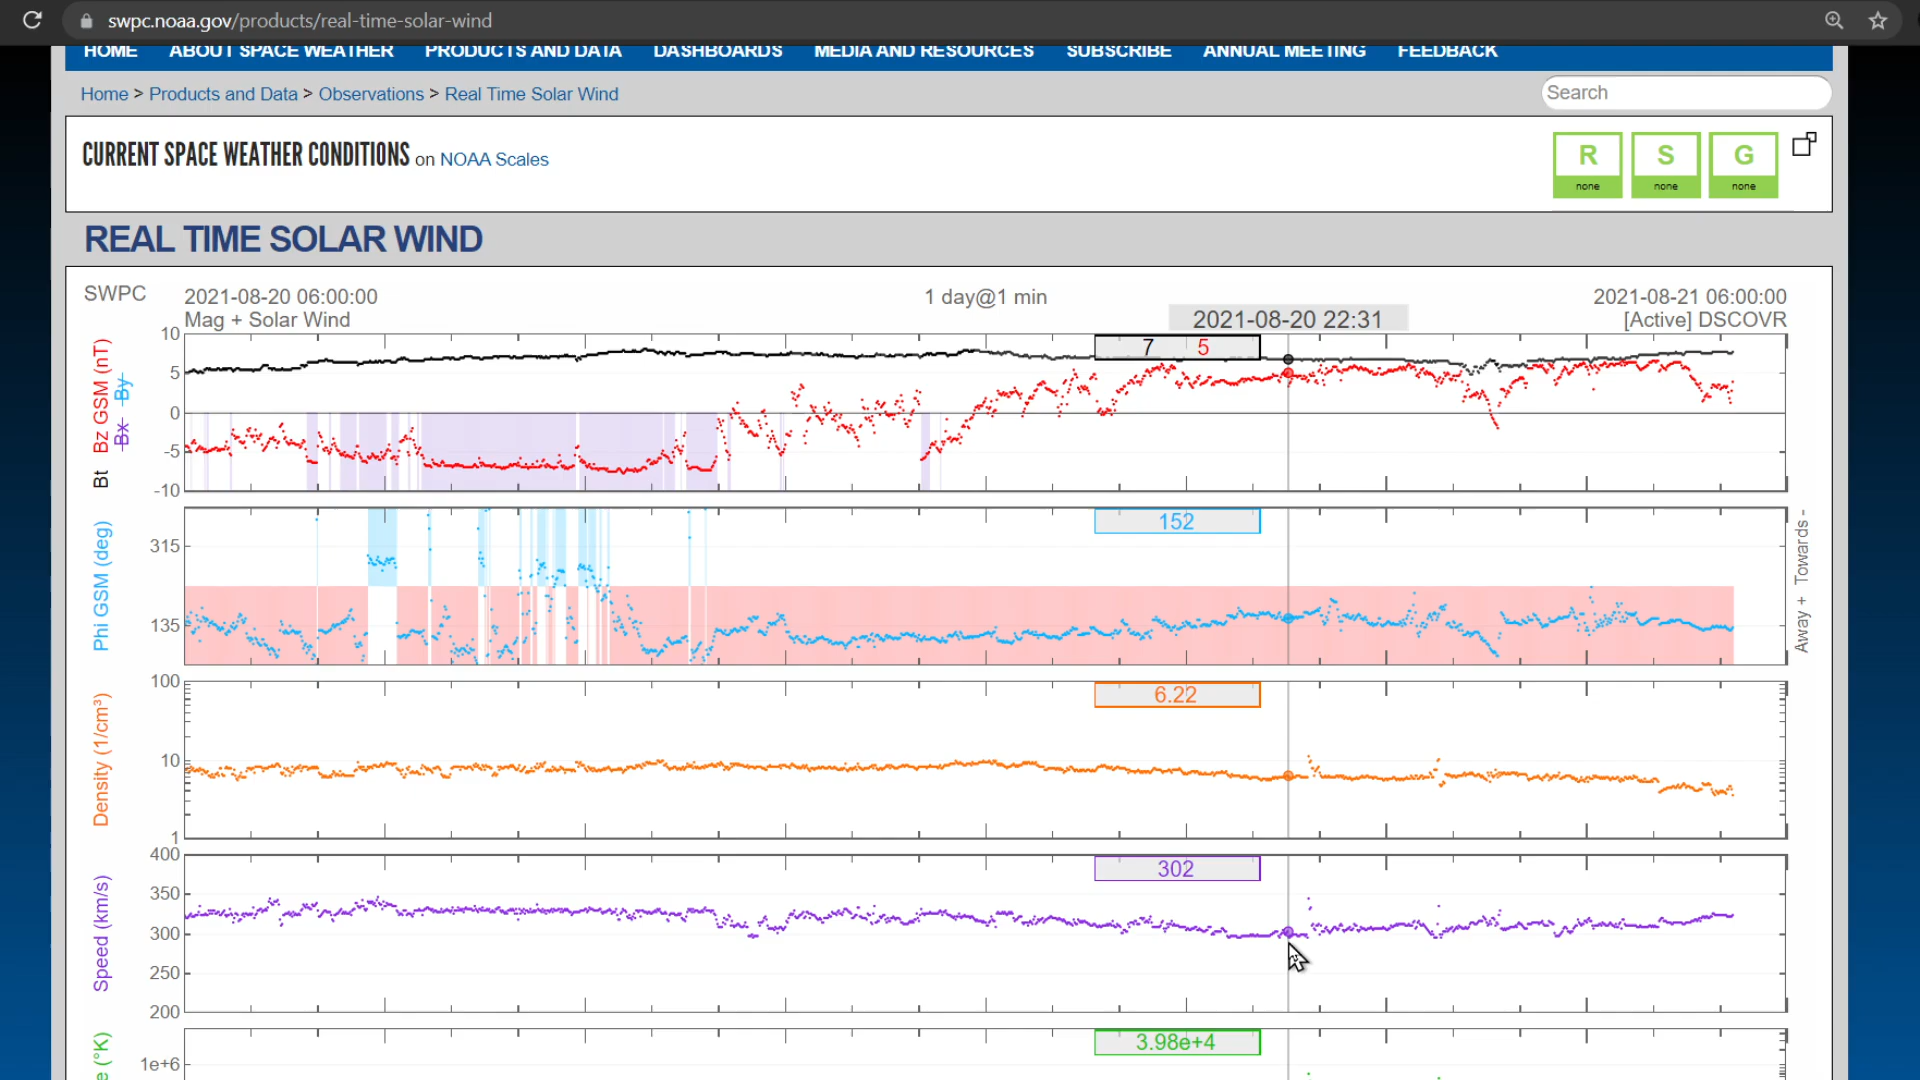 swpc.noaa.gov/products/real-time-solar-wind
HOME ABOUT SPACE WEATHER PRODUCTS AND DATA DASHBOARDS MEDIA AND RESOURCES SUBSCRIBE ANNUAL MEETING FEEDBACK
Home > Products and Data > Observations > Real Time Solar Wind
Search
CURRENT SPACE WEATHER CONDITIONS on NOAA Scales
R S G
none none none
REAL TIME SOLAR WIND
SWPC 2021-08-20 06:00:00 1 day@1 min 2021-08-21 06:00:00
Mag + Solar Wind 2021-08-20 22:31 [Active] DSCOVR
Bt Bz GSM (nT)
Bx By
10
5
0
-5
-10
7 5
Phi GSM (deg)
315
135
152
Away + Towards -
Density (1/cm³)
100
10
1
6.22
Speed (km/s)
400
350
300
250
200
302
e (°K)
1e+6
3.98e+4